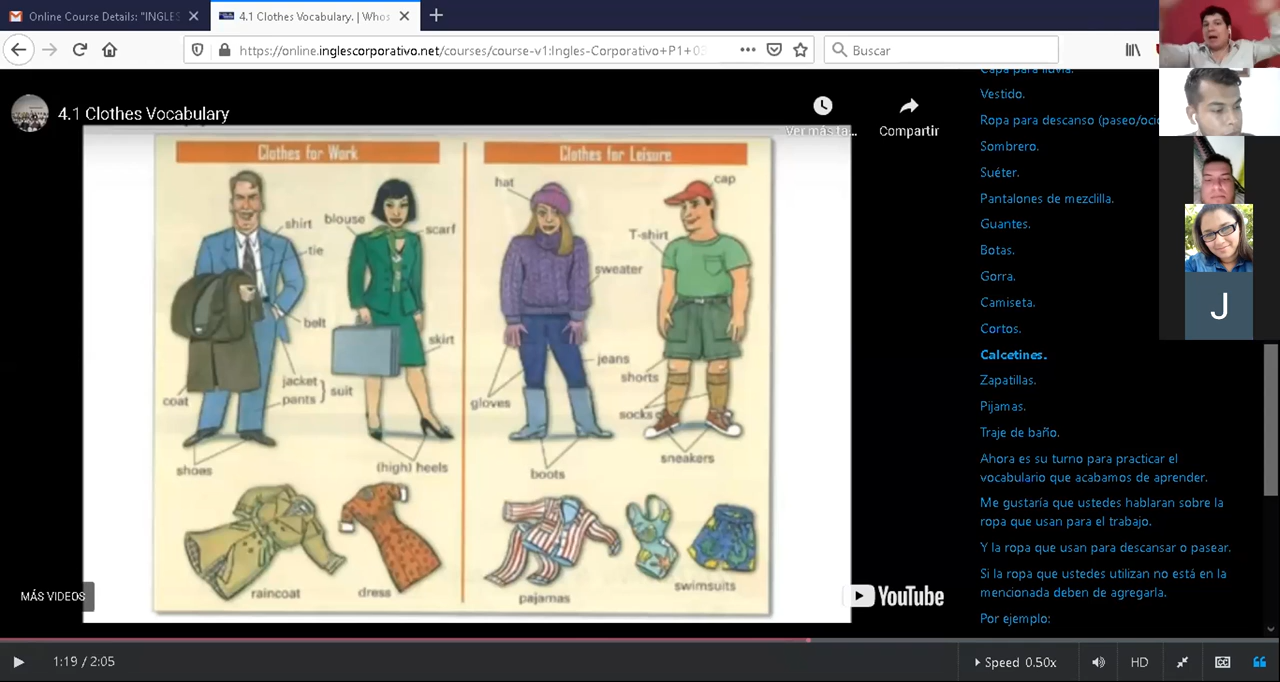 Online Course Details: "INGLES
4.1 Clothes Vocabulary. | Whos
https://online.inglescorporativo.net/courses/course-v1:Ingles-Corporativo+P1+03
Buscar
4.1 Clothes Vocabulary
Ver más ta...
Compartir
Clothes for Work
Clothes for Leisure
shirt
blouse
scarf
tie
belt
skirt
jacket
pants
suit
coat
shoes
(high) heels
raincoat
dress
hat
cap
T-shirt
sweater
jeans
shorts
gloves
socks
sneakers
boots
pajamas
swimsuits
MÁS VIDEOS
YouTube
Capa para lluvia.
Vestido.
Ropa para descanso (paseo/ocio
Sombrero.
Suéter.
Pantalones de mezclilla.
Guantes.
Botas.
Gorra.
Camiseta.
Cortos.
Calcetines.
Zapatillas.
Pijamas.
Traje de baño.
Ahora es su turno para practicar el
vocabulario que acabamos de aprender.
Me gustaría que ustedes hablaran sobre la
ropa que usan para el trabajo.
Y la ropa que usan para descansar o pasear.
Si la ropa que ustedes utilizan no está en la
mencionada deben de agregarla.
Por ejemplo:
J
1:19 / 2:05
Speed 0.50x
HD
CC